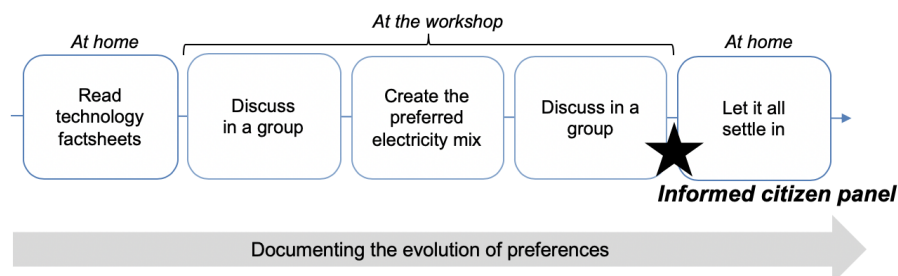 At the workshop
At home
At home
Read
technology
factsheets
Discuss
in a group
Create the
preferred
electricity mix
Discuss in a
group
Let it all
settle in
Informed citizen panel
Documenting the evolution of preferences